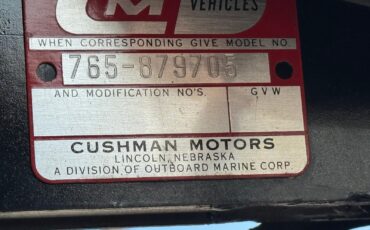 CM VEHICLES
WHEN CORRESPONDING GIVE MODEL NO.
765-879705
AND MODIFICATION NO'S. GVW
CUSHMAN MOTORS
LINCOLN, NEBRASKA
A DIVISION OF OUTBOARD MARINE CORP.